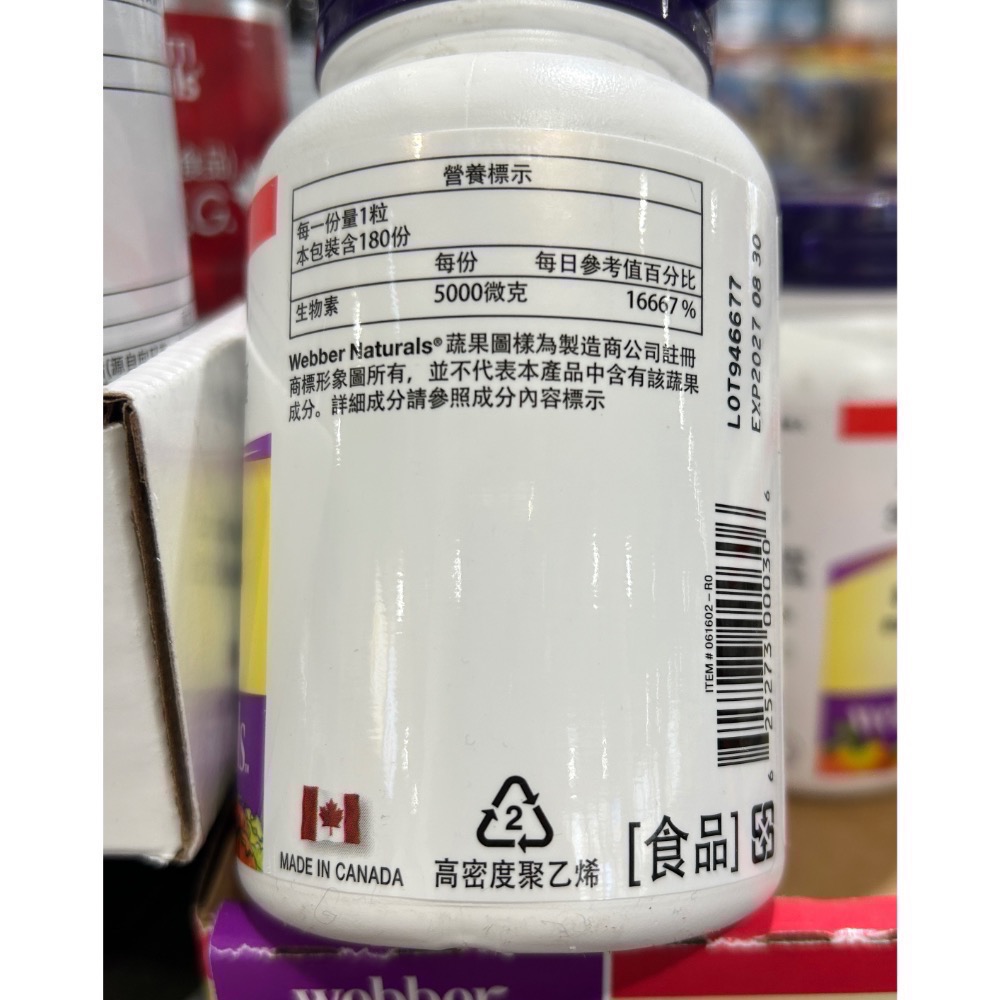 營養標示
每一份量1粒
本包裝含180份
每份 每日參考值百分比
生物素 5000微克 16667%
Webber Naturals® 蔬果圖樣為製造商公司註冊
商標形象圖所有，並不代表本產品中含有該蔬果
成分。詳細成分請參照成分內容標示
LOT946677
EXP2027 08 30
ITEM # 061602 – R0
6 25273 00030 6
2
MADE IN CANADA
高密度聚乙烯
[食品]
webber